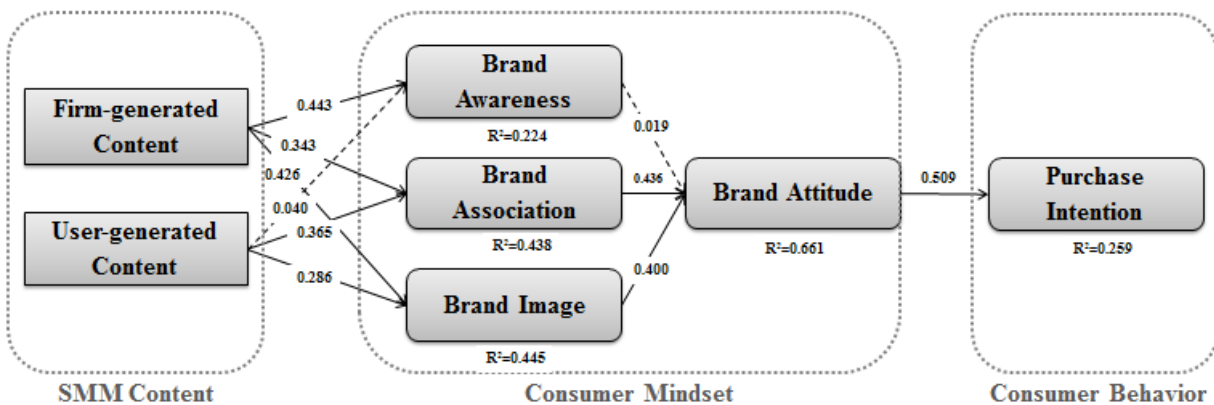 Firm-generated
Content
User-generated
Content
SMM Content
0.443
0.343
0.426
0.040
0.365
0.286
Brand
Awareness
R²=0.224
Brand
Association
R²=0.438
Brand Image
R²=0.445
0.019
0.436
0.400
Brand Attitude
R²=0.661
Consumer Mindset
0.509
Purchase
Intention
R²=0.259
Consumer Behavior